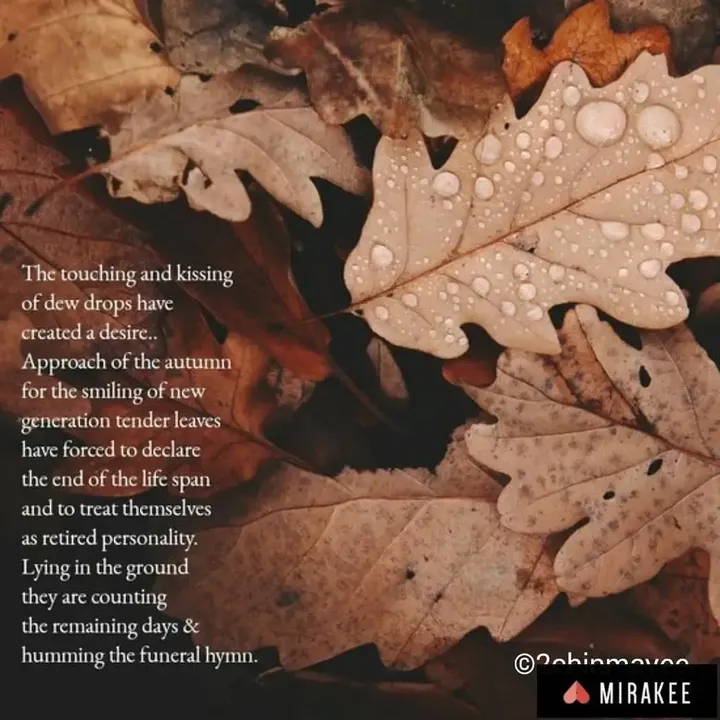 The touching and kissing
of dew drops have
created a desire..
Approach of the autumn
for the smiling of new
generation tender leaves
have forced to declare
the end of the life span
and to treat themselves
as retired personality.
Lying in the ground
they are counting
the remaining days &
humming the funeral hymn.
MIRAKEE